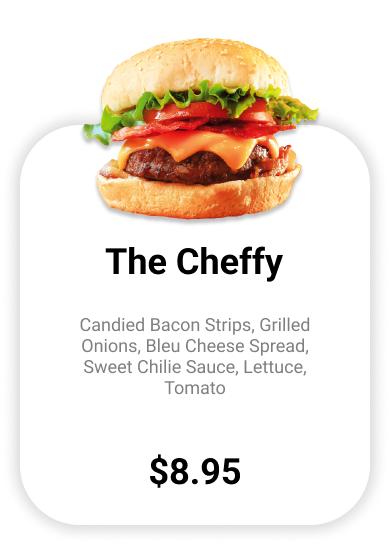 The Cheffy
Candied Bacon Strips, Grilled
Onions, Bleu Cheese Spread,
Sweet Chilie Sauce, Lettuce,
Tomato
$8.95